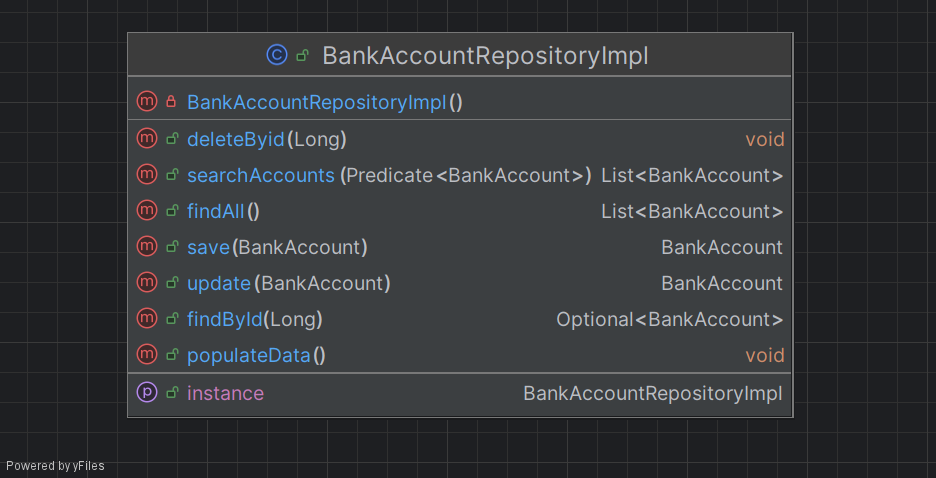 BankAccountRepositoryImpl
BankAccountRepositoryImpl()
deleteByid(Long) void
searchAccounts(Predicate<BankAccount>) List<BankAccount>
findAll() List<BankAccount>
save(BankAccount) BankAccount
update(BankAccount) BankAccount
findById(Long) Optional<BankAccount>
populateData() void
instance BankAccountRepositoryImpl
Powered by yFiles